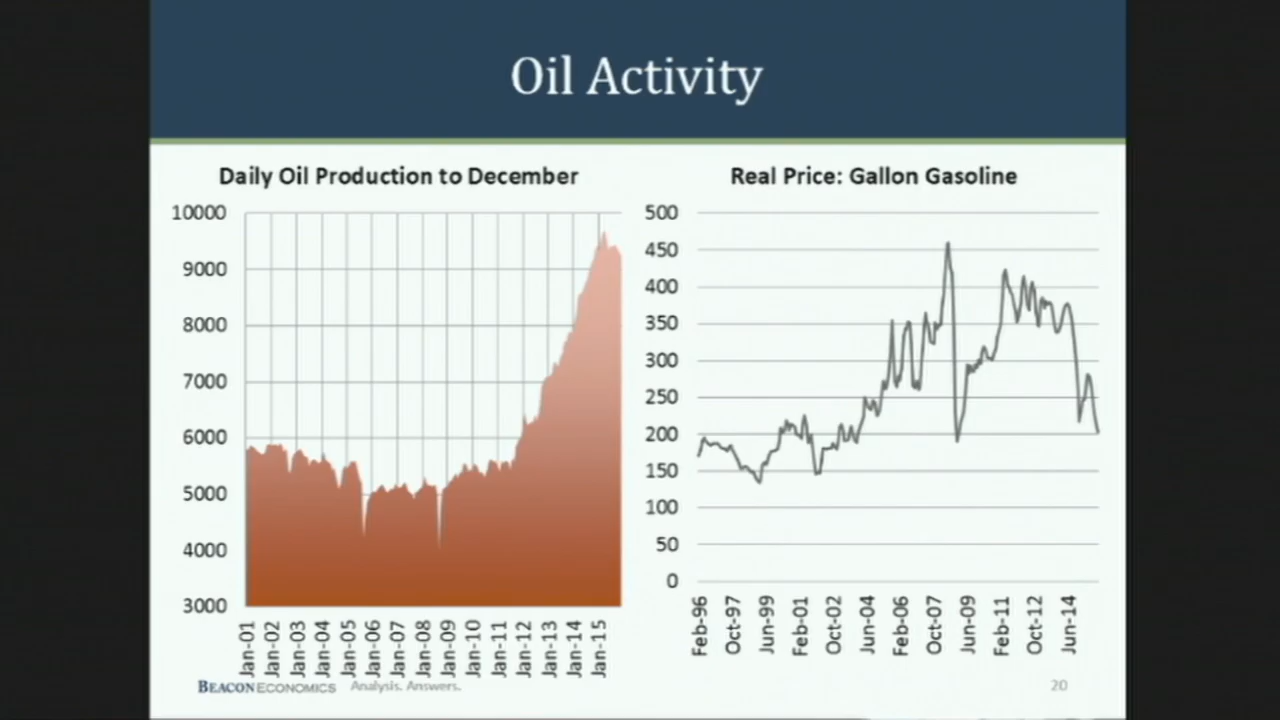 Oil Activity
Daily Oil Production to December
10000
9000
8000
7000
6000
5000
4000
3000
Jan-01
Jan-02
Jan-03
Jan-04
Jan-05
Jan-06
Jan-07
Jan-08
Jan-09
Jan-10
Jan-11
Jan-12
Jan-13
Jan-14
Jan-15
Real Price: Gallon Gasoline
500
450
400
350
300
250
200
150
100
50
0
Feb-96
Oct-97
Jun-99
Feb-01
Oct-02
Jun-04
Feb-06
Oct-07
Jun-09
Feb-11
Oct-12
Jun-14
BEACON ECONOMICS Analysis. Answers.
20